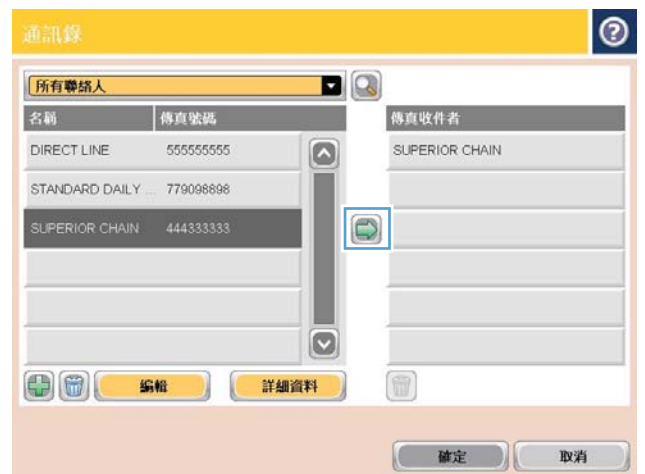 通訊錄
所有聯絡人
名稱 傳真號碼 傳真收件者
DIRECT LINE 555555555 SUPERIOR CHAIN
STANDARD DAILY ... 779098898
SUPERIOR CHAIN 444333333
編輯 詳細資料
確定 取消